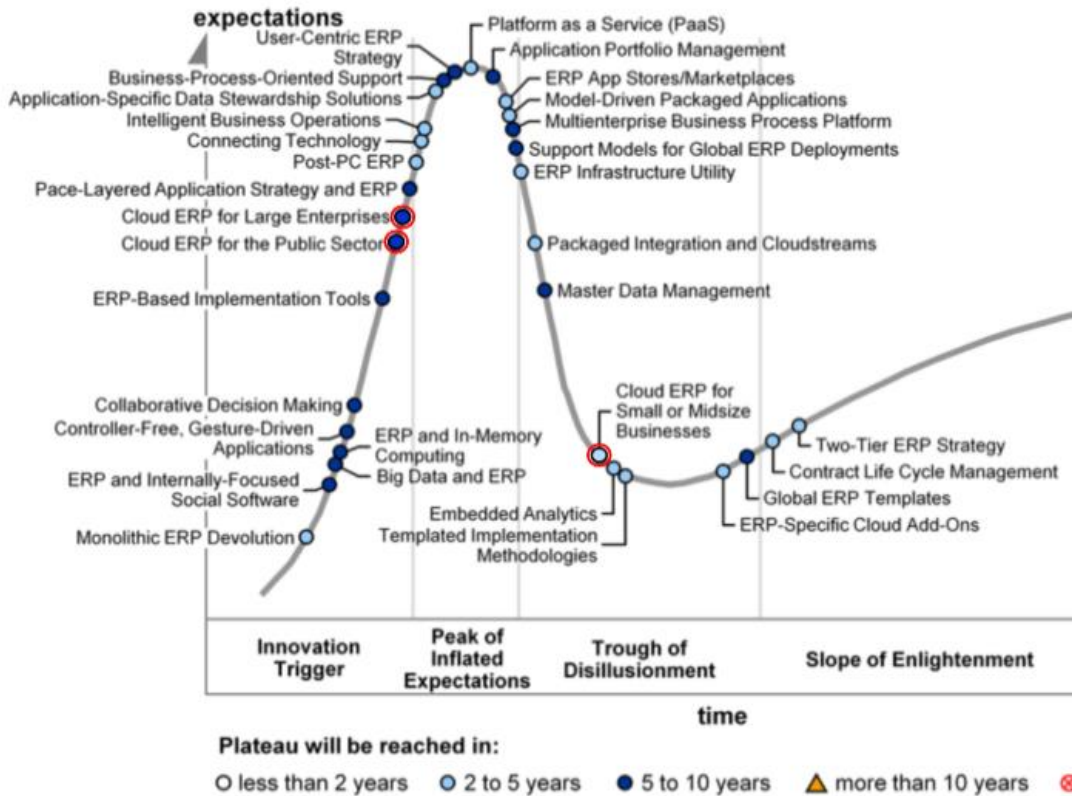 expectations
Platform as a Service (PaaS)
User-Centric ERP
Strategy
Application Portfolio Management
Business-Process-Oriented Support
ERP App Stores/Marketplaces
Application-Specific Data Stewardship Solutions
Model-Driven Packaged Applications
Intelligent Business Operations
Multienterprise Business Process Platform
Connecting Technology
Support Models for Global ERP Deployments
Post-PC ERP
ERP Infrastructure Utility
Pace-Layered Application Strategy and ERP
Cloud ERP for Large Enterprises
Cloud ERP for the Public Sector
Packaged Integration and Cloudstreams
Master Data Management
ERP-Based Implementation Tools
Cloud ERP for
Small or Midsize
Businesses
Collaborative Decision Making
Controller-Free, Gesture-Driven
Applications
ERP and In-Memory
Computing
Big Data and ERP
ERP and Internally-Focused
Social Software
Monolithic ERP Devolution
Two-Tier ERP Strategy
Contract Life Cycle Management
Global ERP Templates
ERP-Specific Cloud Add-Ons
Embedded Analytics
Templated Implementation
Methodologies
Innovation
Trigger
Peak of
Inflated
Expectations
Trough of
Disillusionment
Slope of Enlightenment
time
Plateau will be reached in:
less than 2 years
2 to 5 years
5 to 10 years
more than 10 years